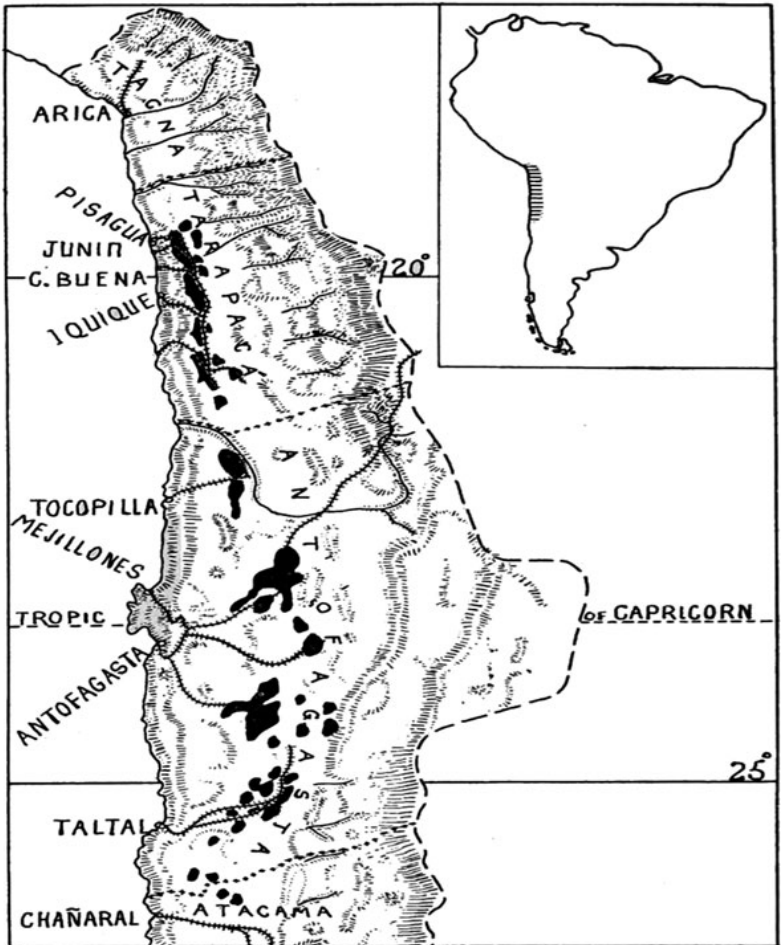 TACNA
ARICA
PISAGUA
TARAPACA
JUNIN
C. BUENA
20°
IQUIQUE
TOCOPILLA
MEJILLONES
TROPIC
OF CAPRICORN
ANTOFAGASTA
ANTOFAGASTA
25°
TALTAL
ATACAMA
CHAÑARAL